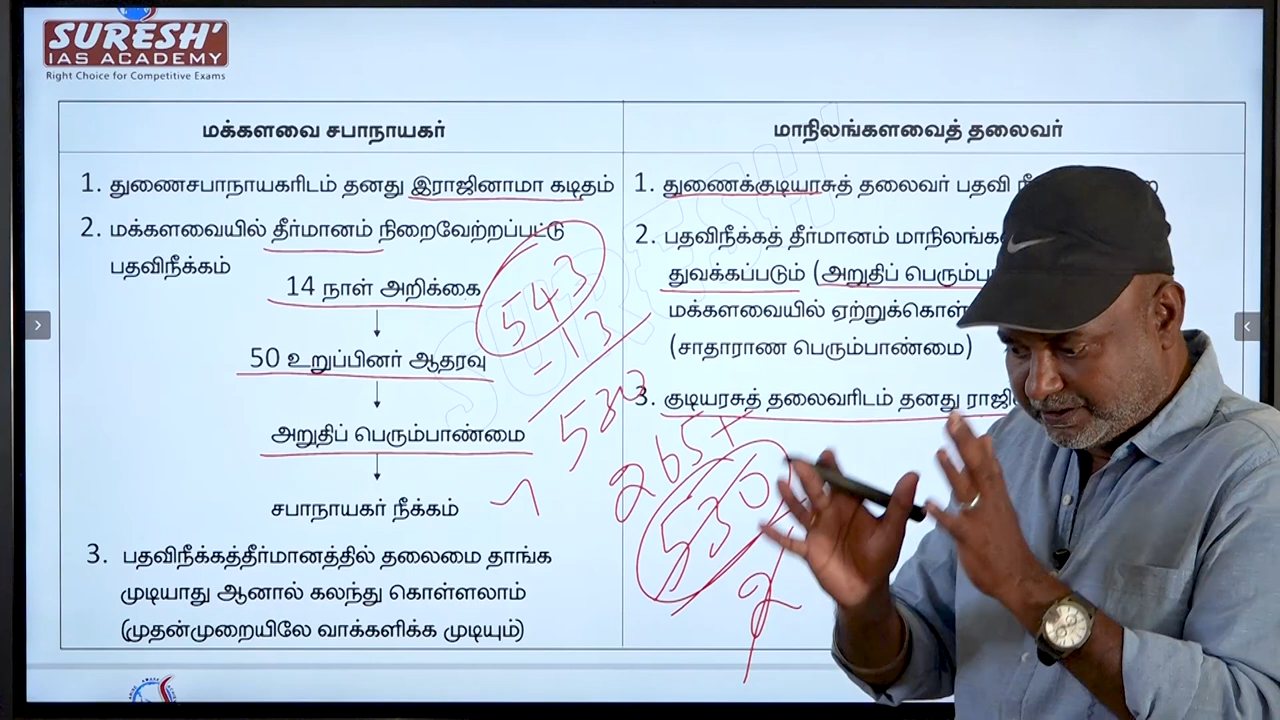 SURESH'
IAS ACADEMY
Right Choice for Competitive Exams
மக்களவை சபாநாயகர்
1. துணைசபாநாயகரிடம் தனது இராஜினாமா கடிதம்
2. மக்களவையில் தீர்மானம் நிறைவேற்றப்பட்டு
பதவிநீக்கம்
14 நாள் அறிக்கை
50 உறுப்பினர் ஆதரவு
அறுதிப் பெரும்பான்மை
சபாநாயகர் நீக்கம்
3. பதவிநீக்கத்தீர்மானத்தில் தலைமை தாங்க
முடியாது ஆனால் கலந்து கொள்ளலாம்
(முதன்முறையிலே வாக்களிக்க முடியும்)
மாநிலங்களவைத் தலைவர்
1. துணைக்குடியாசுத் தலைவர் பதவி
2. பதவிநீக்கத் தீர்மானம்
துவக்கப்படும் (அறுதிப்
மக்களவையில்
(சாதாராண பெரும்பாண்மை)
3. குடியரசுத் தலைவரிடம் தனது
543
- 13
530
265+
530
2
SURESH'